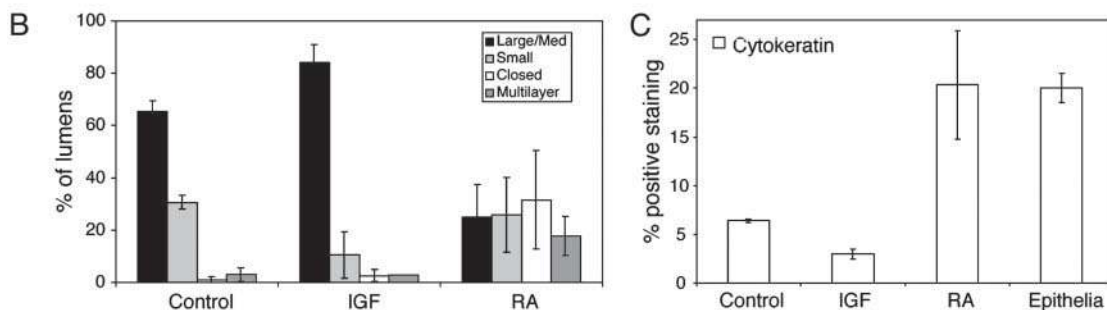 B
100
80
60
40
20
0
% of lumens
Large/Med
Small
Closed
Multilayer
Control IGF RA
C
25
20
15
10
5
0
% positive staining
Cytokeratin
Control IGF RA Epithelia